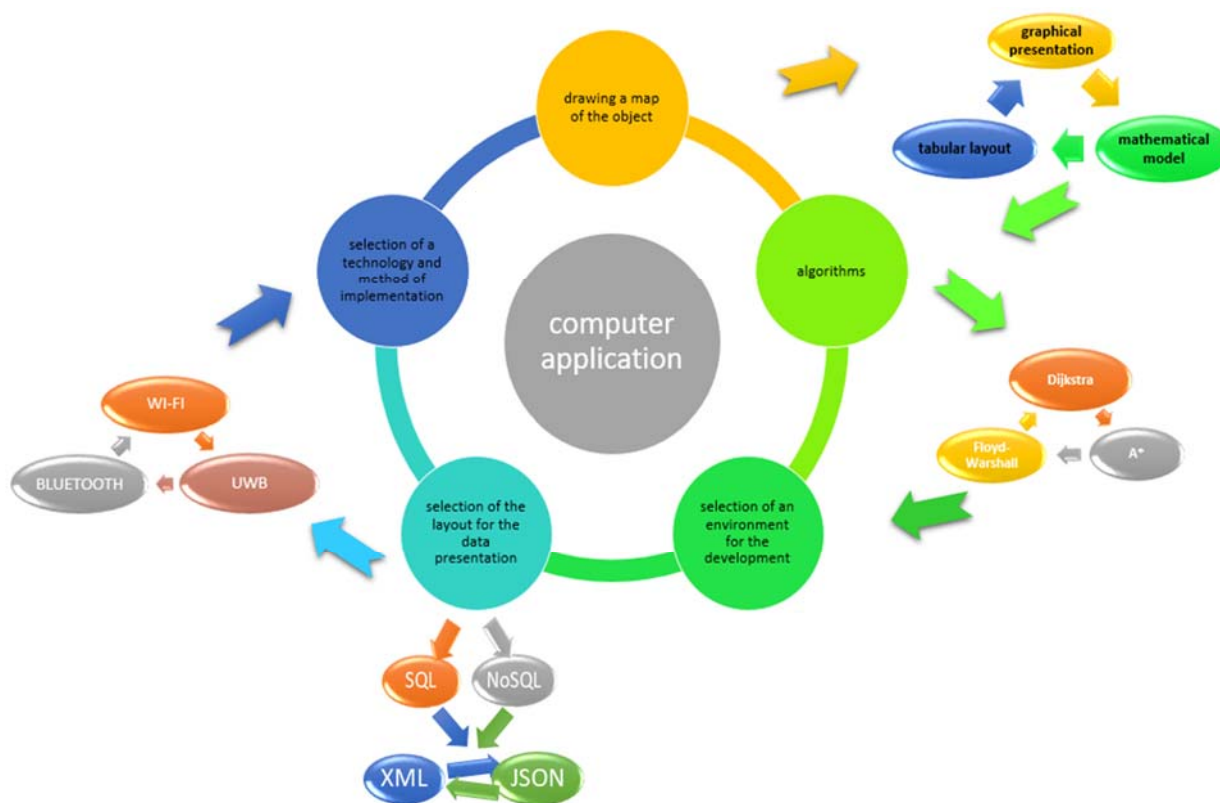 graphical
presentation
tabular layout
mathematical
model
drawing a map
of the object
selection of a
technology and
method of
implementation
algorithms
computer
application
Dijkstra
Floyd-
Warshall
A*
WI-FI
BLUETOOTH
UWB
selection of the
layout for the
data
presentation
selection of an
environment
for the
development
SQL
NoSQL
XML
JSON